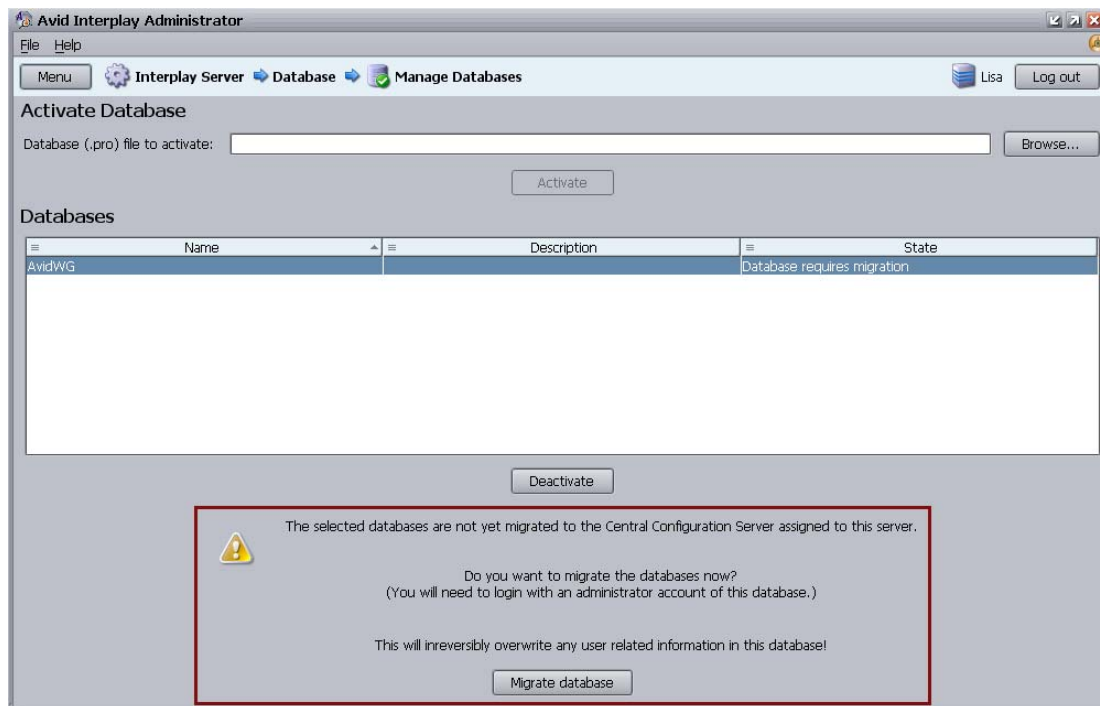 Avid Interplay Administrator
File Help
Menu Interplay Server Database Manage Databases Lisa Log out
Activate Database
Database (.pro) file to activate: Browse...
Activate
Databases
Name Description State
AvidWG Database requires migration
Deactivate
The selected databases are not yet migrated to the Central Configuration Server assigned to this server.
Do you want to migrate the databases now?
(You will need to login with an administrator account of this database.)
This will inreversibly overwrite any user related information in this database!
Migrate database